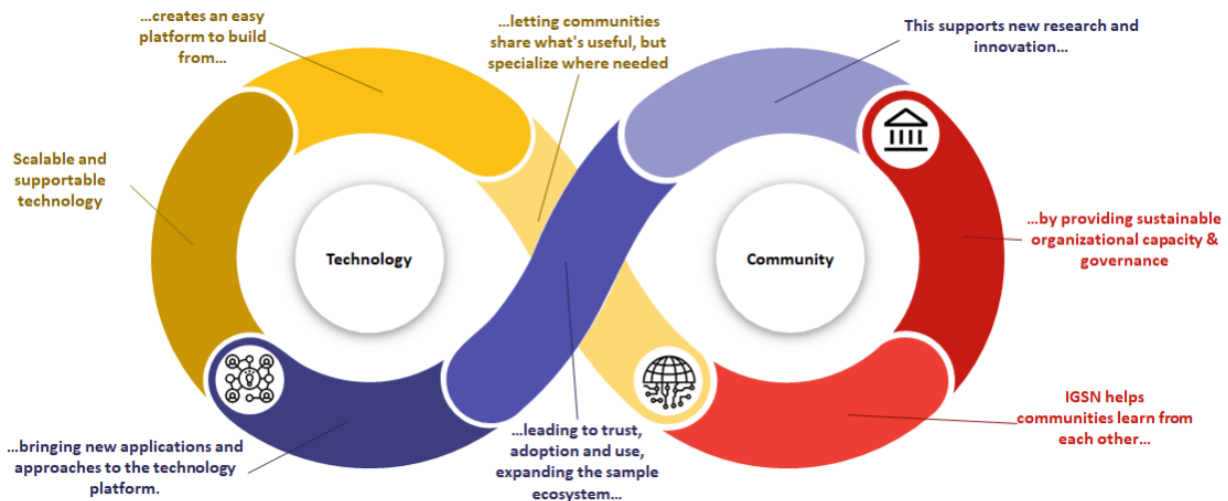 ...creates an easy
platform to build
from...
...letting communities
share what's useful, but
specialize where needed
This supports new research and
innovation...
Scalable and
supportable
technology
Technology
Community
...by providing sustainable
organizational capacity &
governance
IGSN helps
communities learn from
each other...
...leading to trust,
adoption and use,
expanding the sample
ecosystem...
...bringing new applications and
approaches to the technology
platform.